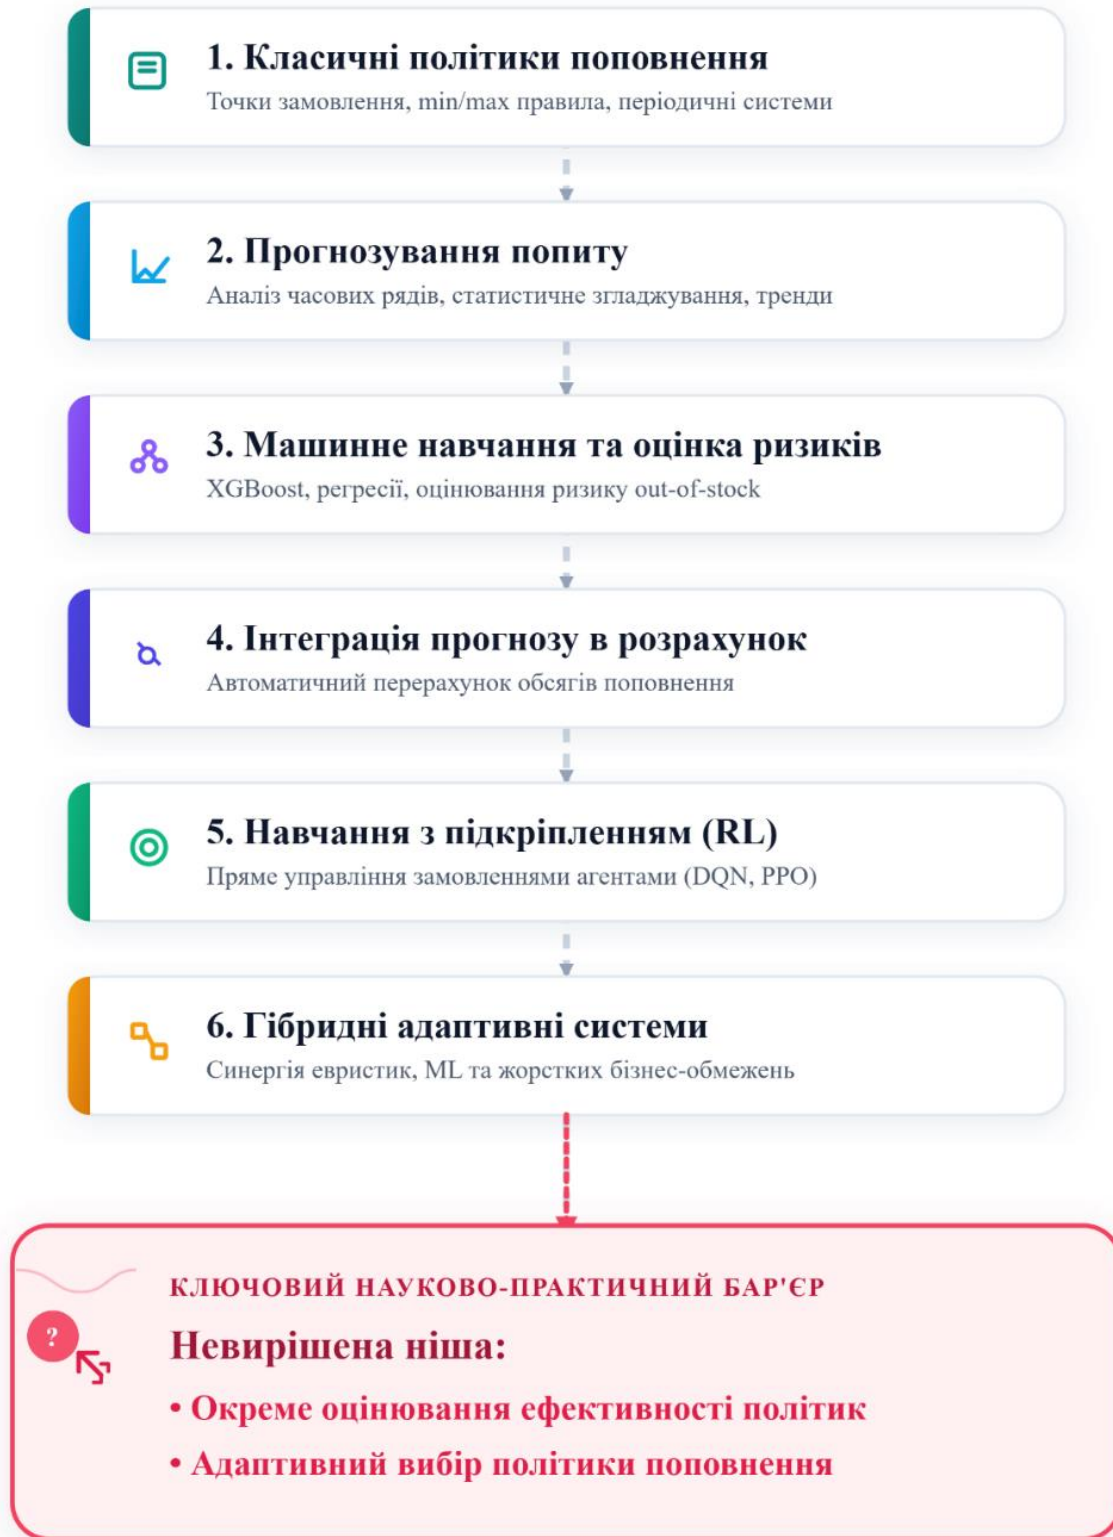 1. Класичні політики поповнення
Точки замовлення, min/max правила, періодичні системи
2. Прогнозування попиту
Аналіз часових рядів, статистичне згладжування, тренди
3. Машинне навчання та оцінка ризиків
XGBoost, регресії, оцінювання ризику out-of-stock
4. Інтеграція прогнозу в розрахунок
Автоматичний перерахунок обсягів поповнення
5. Навчання з підкріпленням (RL)
Пряме управління замовленнями агентами (DQN, PPO)
6. Гібридні адаптивні системи
Синергія евристик, ML та жорстких бізнес-обмежень
КЛЮЧОВИЙ НАУКОВО-ПРАКТИЧНИЙ БАР'ЄР
?
Невирішена ніша:
• Окреме оцінювання ефективності політик
• Адаптивний вибір політики поповнення